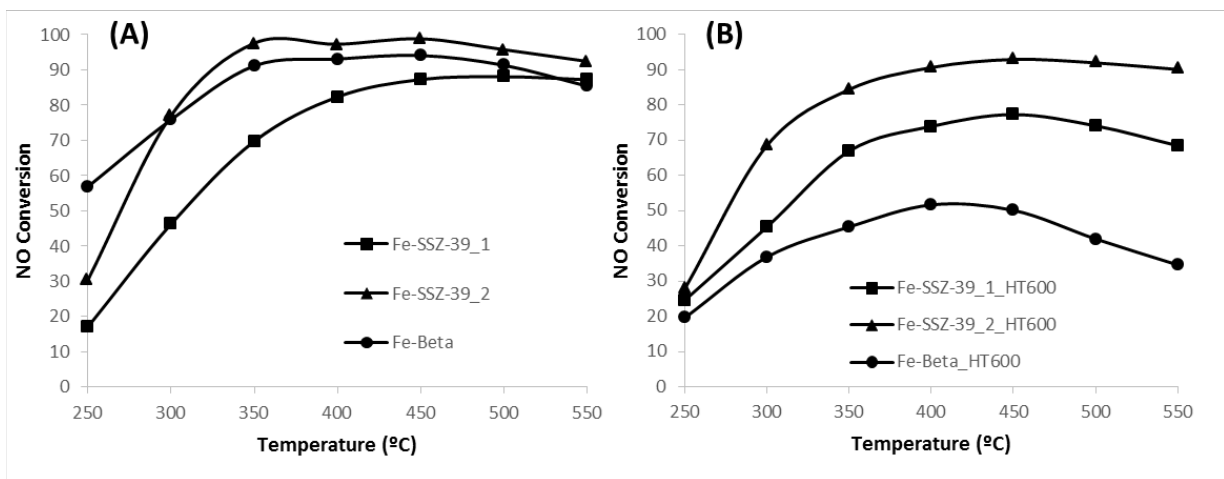 (A)
NO Conversion
100
90
80
70
60
50
40
30
20
10
0
Fe-SSZ-39_1
Fe-SSZ-39_2
Fe-Beta
250 300 350 400 450 500 550
Temperature (ºC)
(B)
NO Conversion
100
90
80
70
60
50
40
30
20
10
0
Fe-SSZ-39_1_HT600
Fe-SSZ-39_2_HT600
Fe-Beta_HT600
250 300 350 400 450 500 550
Temperature (ºC)